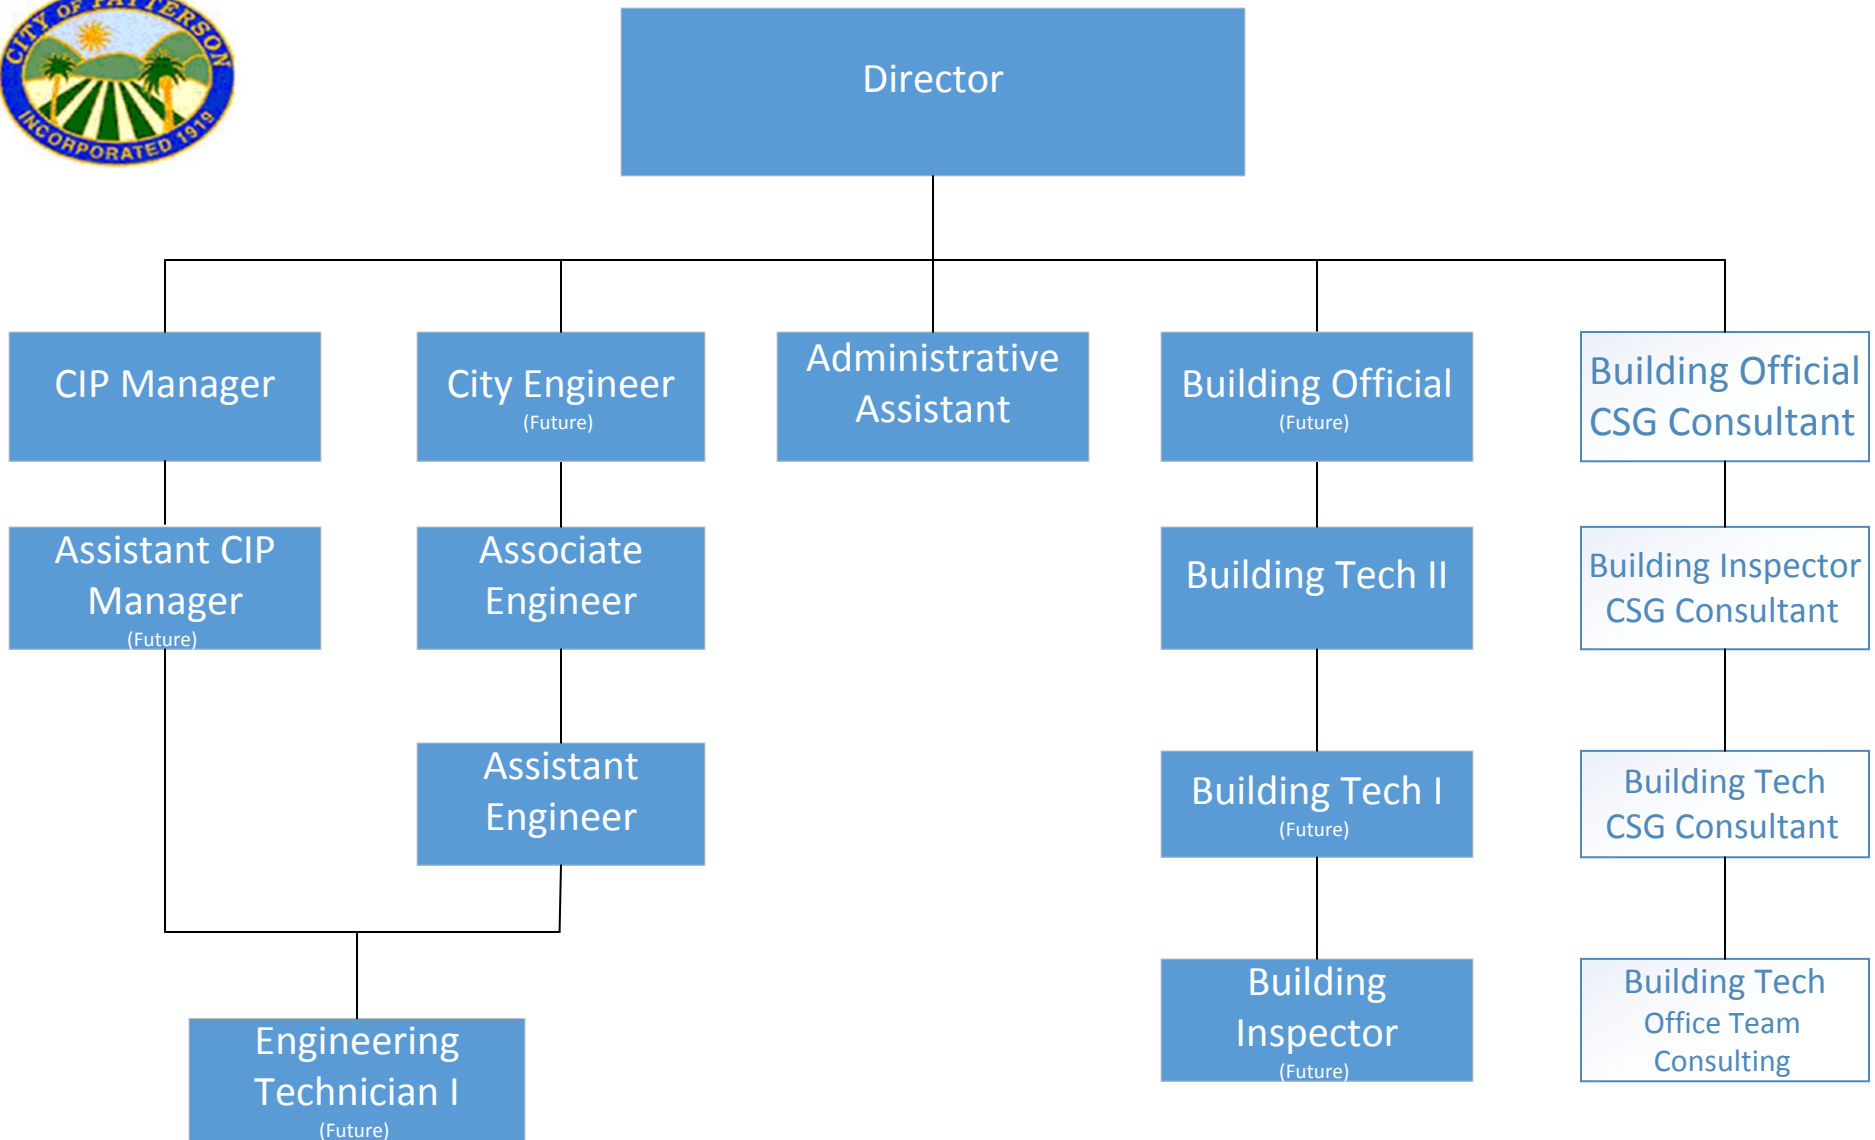 CITY OF PATTERSON
INCORPORATED 1919
Director
CIP Manager
City Engineer
(Future)
Administrative
Assistant
Building Official
(Future)
Building Official
CSG Consultant
Assistant CIP
Manager
(Future)
Associate
Engineer
Building Tech II
Building Inspector
CSG Consultant
Assistant
Engineer
Building Tech I
(Future)
Building Tech
CSG Consultant
Engineering
Technician I
(Future)
Building
Inspector
(Future)
Building Tech
Office Team
Consulting